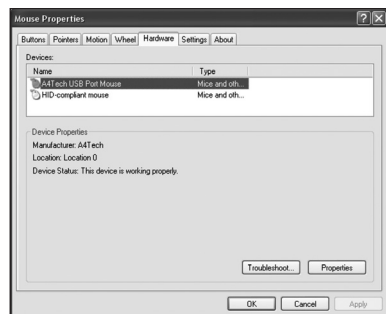 Mouse Properties
Buttons Pointers Motion Wheel Hardware Settings About
Devices:
Name Type
A4Tech USB Port Mouse Mice and oth...
HID-compliant mouse Mice and oth...
Device Properties
Manufacturer: A4Tech
Location: Location 0
Device Status: This device is working properly.
Troubleshoot... Properties
OK Cancel Apply